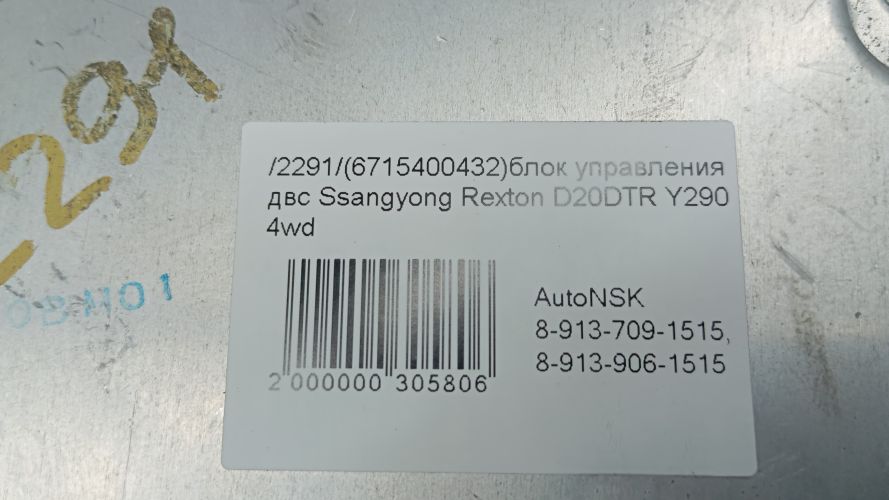 2291
/2291/(6715400432)блок управления
двс Ssangyong Rexton D20DTR Y290
4wd
AutoNSK
8-913-709-1515,
8-913-906-1515
2 000000 305806